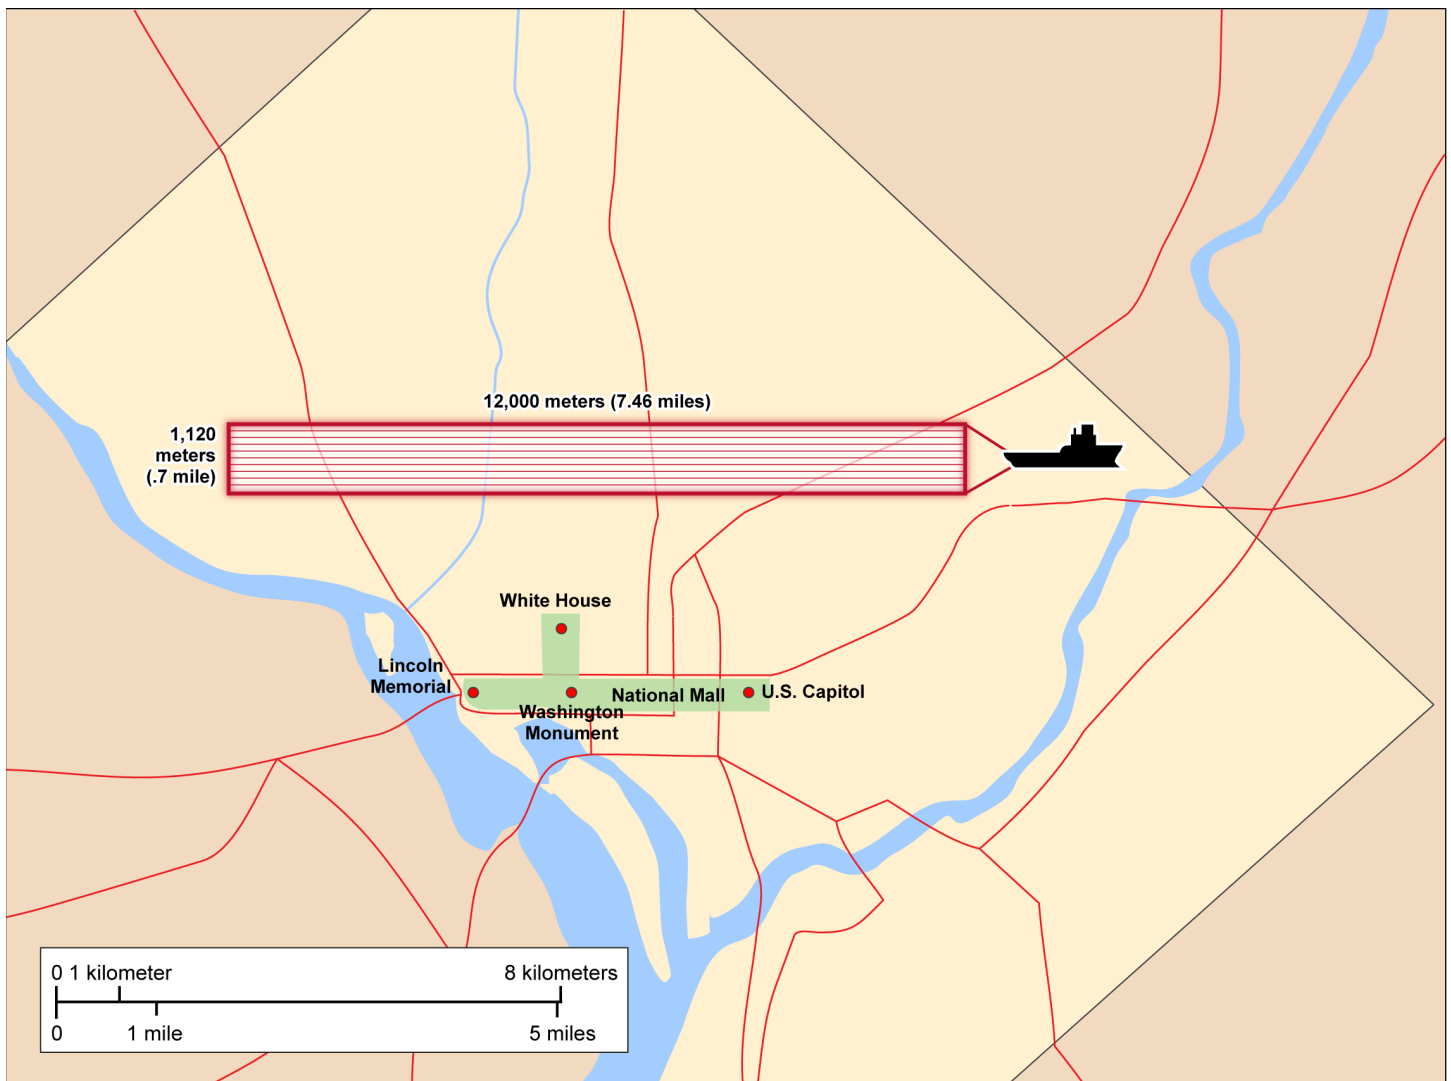 12,000 meters (7.46 miles)
1,120
meters
(.7 mile)
White House
Lincoln
Memorial
National Mall
U.S. Capitol
Washington
Monument
0 1 kilometer
8 kilometers
0
1 mile
5 miles